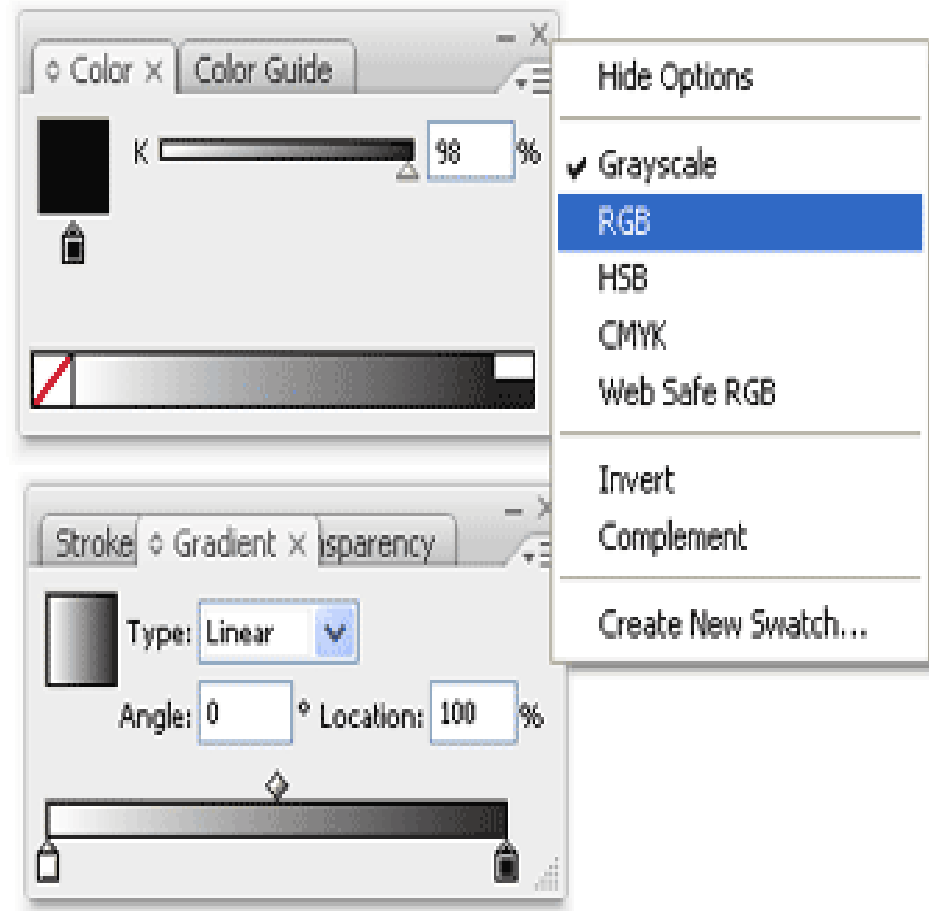 Color × Color Guide
K 98 %
Hide Options
Grayscale
RGB
HSB
CMYK
Web Safe RGB
Invert
Complement
Create New Swatch...
Stroke Gradient × nsparency
Type: Linear
Angle: 0 ° Location: 100 %